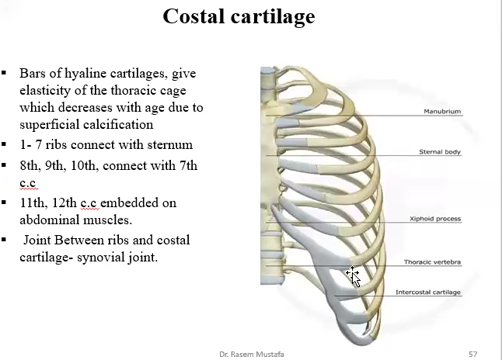 Costal cartilage
▪ Bars of hyaline cartilages, give
elasticity of the thoracic cage
which decreases with age due to
superficial calcification
▪ 1- 7 ribs connect with sternum
▪ 8th, 9th, 10th, connect with 7th
c.c
▪ 11th, 12th c.c embedded on
abdominal muscles.
▪ Joint Between ribs and costal
cartilage- synovial joint.
Manubrium
Sternal body
Xiphoid process
Thoracic vertebra
Intercostal cartilage
Dr. Rasem Mustafa
57